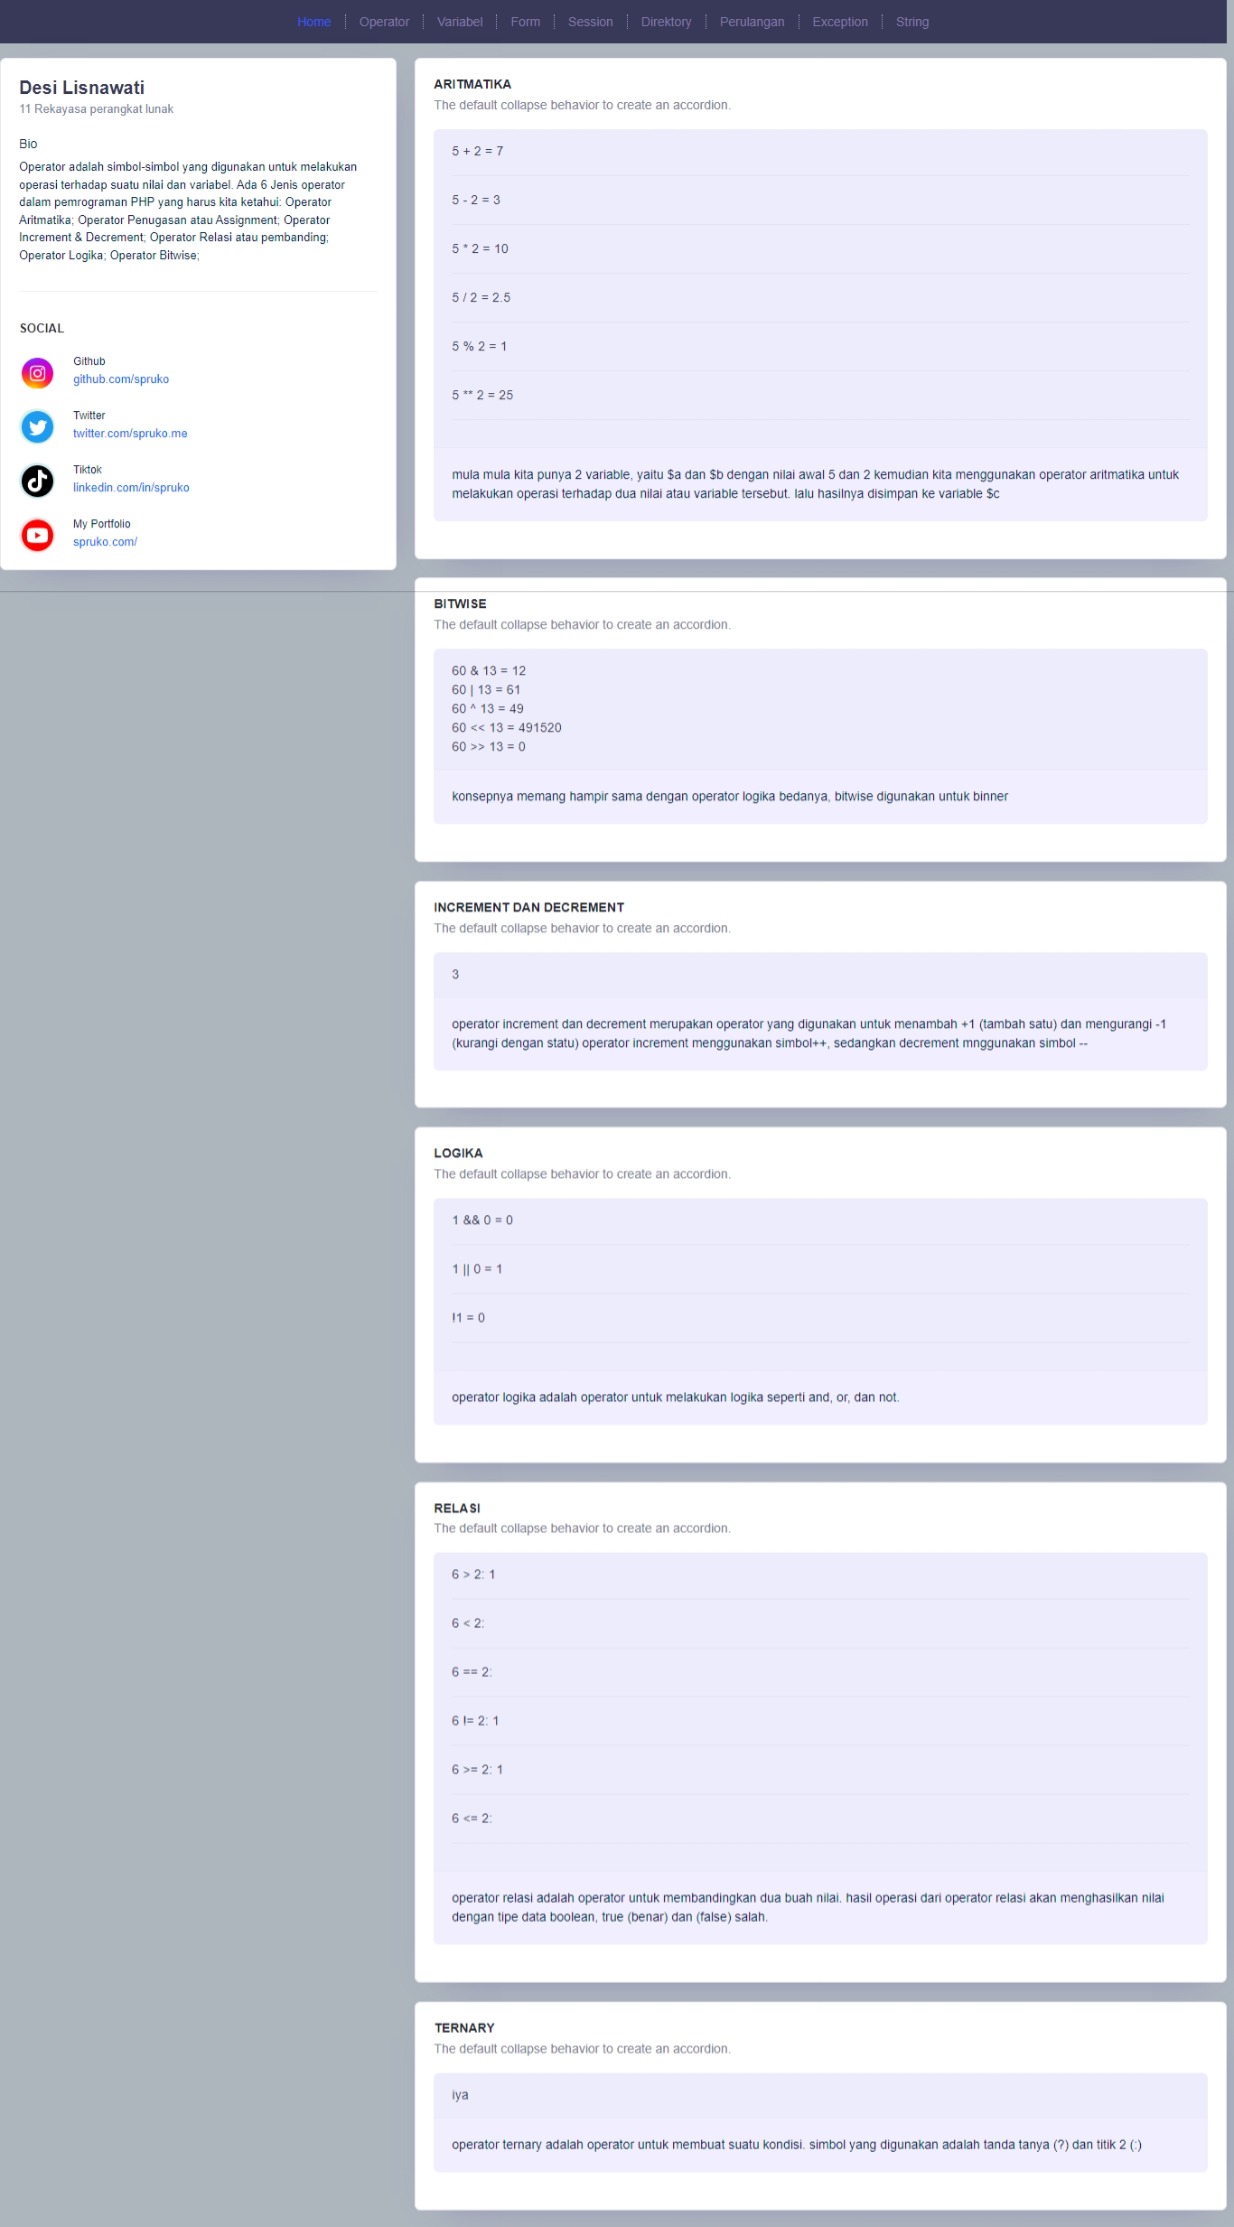 Home
Operator
Variabel
Form
Session
Direktory
Perulangan
Exception
String
Desi Lisnawati
11 Rekayasa perangkat lunak
Bio
Operator adalah simbol-simbol yang digunakan untuk melakukan
operasi terhadap suatu nilai dan variabel. Ada 6 Jenis operator
dalam pemrograman PHP yang harus kita ketahui: Operator
Aritmatika; Operator Penugasan atau Assignment; Operator
Increment & Decrement; Operator Relasi atau pembanding;
Operator Logika; Operator Bitwise;
SOCIAL
Github
github.com/spruko
Twitter
twitter.com/spruko.me
Tiktok
linkedin.com/in/spruko
My Portfolio
spruko.com/
ARITMATIKA
The default collapse behavior to create an accordion.
5 + 2 = 7
5 - 2 = 3
5 * 2 = 10
5 / 2 = 2.5
5 % 2 = 1
5 ** 2 = 25
mula mula kita punya 2 variable, yaitu $a dan $b dengan nilai awal 5 dan 2 kemudian kita menggunakan operator aritmatika untuk
melakukan operasi terhadap dua nilai atau variable tersebut. lalu hasilnya disimpan ke variable $c
BITWISE
The default collapse behavior to create an accordion.
60 & 13 = 12
60 | 13 = 61
60 ^ 13 = 49
60 << 13 = 491520
60 >> 13 = 0
konsepnya memang hampir sama dengan operator logika bedanya, bitwise digunakan untuk binner
INCREMENT DAN DECREMENT
The default collapse behavior to create an accordion.
3
operator increment dan decrement merupakan operator yang digunakan untuk menambah +1 (tambah satu) dan mengurangi -1
(kurangi dengan statu) operator increment menggunakan simbol++, sedangkan decrement mnggunakan simbol --
LOGIKA
The default collapse behavior to create an accordion.
1 && 0 = 0
1 || 0 = 1
!1 = 0
operator logika adalah operator untuk melakukan logika seperti and, or, dan not.
RELASI
The default collapse behavior to create an accordion.
6 > 2: 1
6 < 2:
6 == 2:
6 != 2: 1
6 >= 2: 1
6 <= 2:
operator relasi adalah operator untuk membandingkan dua buah nilai. hasil operasi dari operator relasi akan menghasilkan nilai
dengan tipe data boolean, true (benar) dan (false) salah.
TERNARY
The default collapse behavior to create an accordion.
iya
operator ternary adalah operator untuk membuat suatu kondisi. simbol yang digunakan adalah tanda tanya (?) dan titik 2 (:)